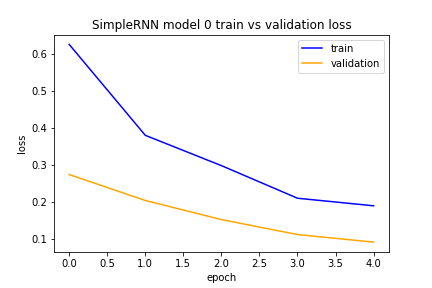 SimpleRNN model 0 train vs validation loss
train
validation
0.6
0.5
0.4
0.3
0.2
0.1
loss
0.0 0.5 1.0 1.5 2.0 2.5 3.0 3.5 4.0
epoch